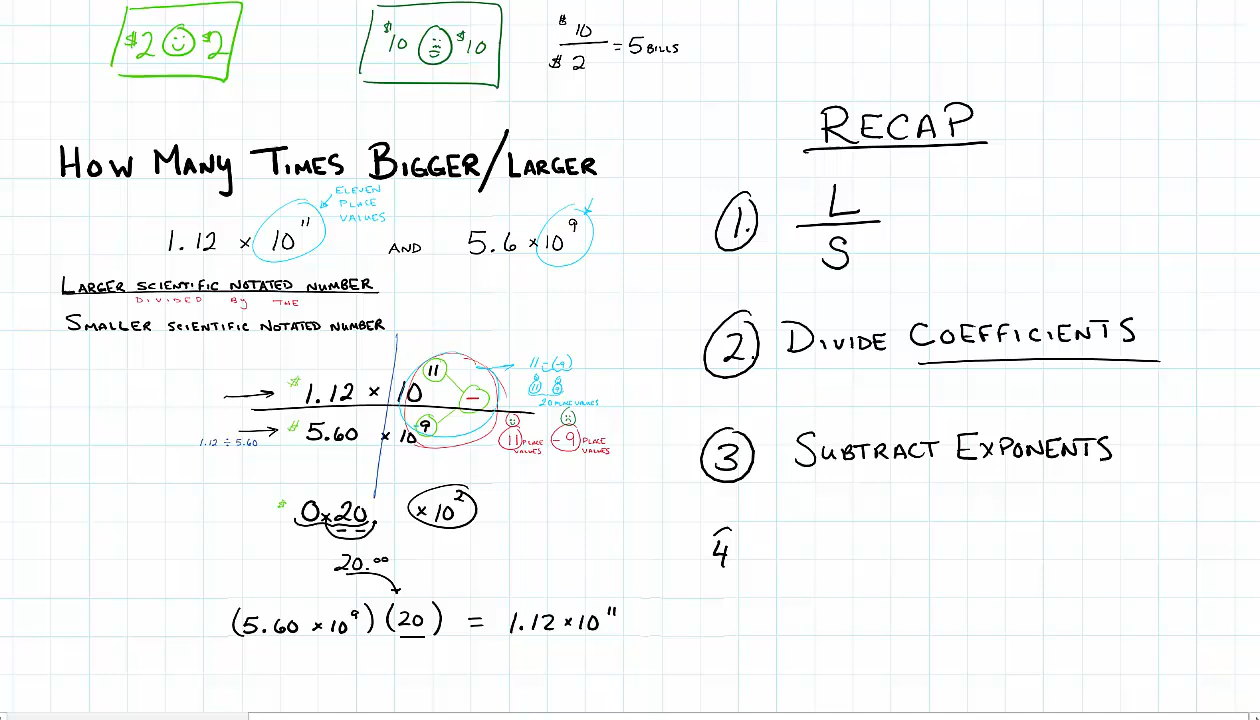 $2 $2
$10 $10
$10
$2
= 5 BILLS
HOW MANY TIMES BIGGER/LARGER
ELEVEN
PLACE
VALUES
1.12 × 10^11 AND 5.6 × 10^9
LARGER SCIENTIFIC NOTATED NUMBER
DIVIDED BY THE
SMALLER SCIENTIFIC NOTATED NUMBER
11-(-9)
11 9
20 PLACE VALUES
# 1.12 × 10^11
−
# 5.60 × 10^-9
1.12 ÷ 5.60
11 PLACE VALUES -9 PLACE VALUES
$ 0.20 × 10^2
20.00
(5.60 × 10^9)(20) = 1.12 × 10^11
RECAP
1. L
S
2. DIVIDE COEFFICIENTS
3 SUBTRACT EXPONENTS
4